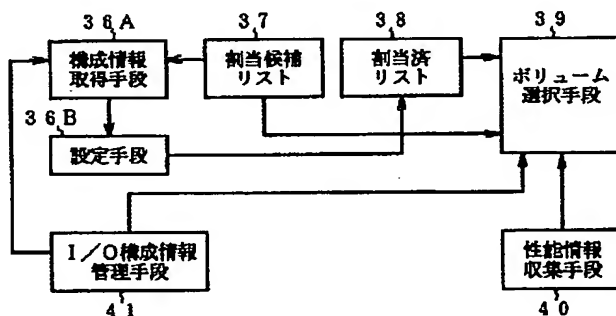 36A
37
38
39
構成情報
取得手段
割当候補
リスト
割当済
リスト
ボリューム
選択手段
36B
設定手段
I/O構成情報
管理手段
性能情報
収集手段
41
40